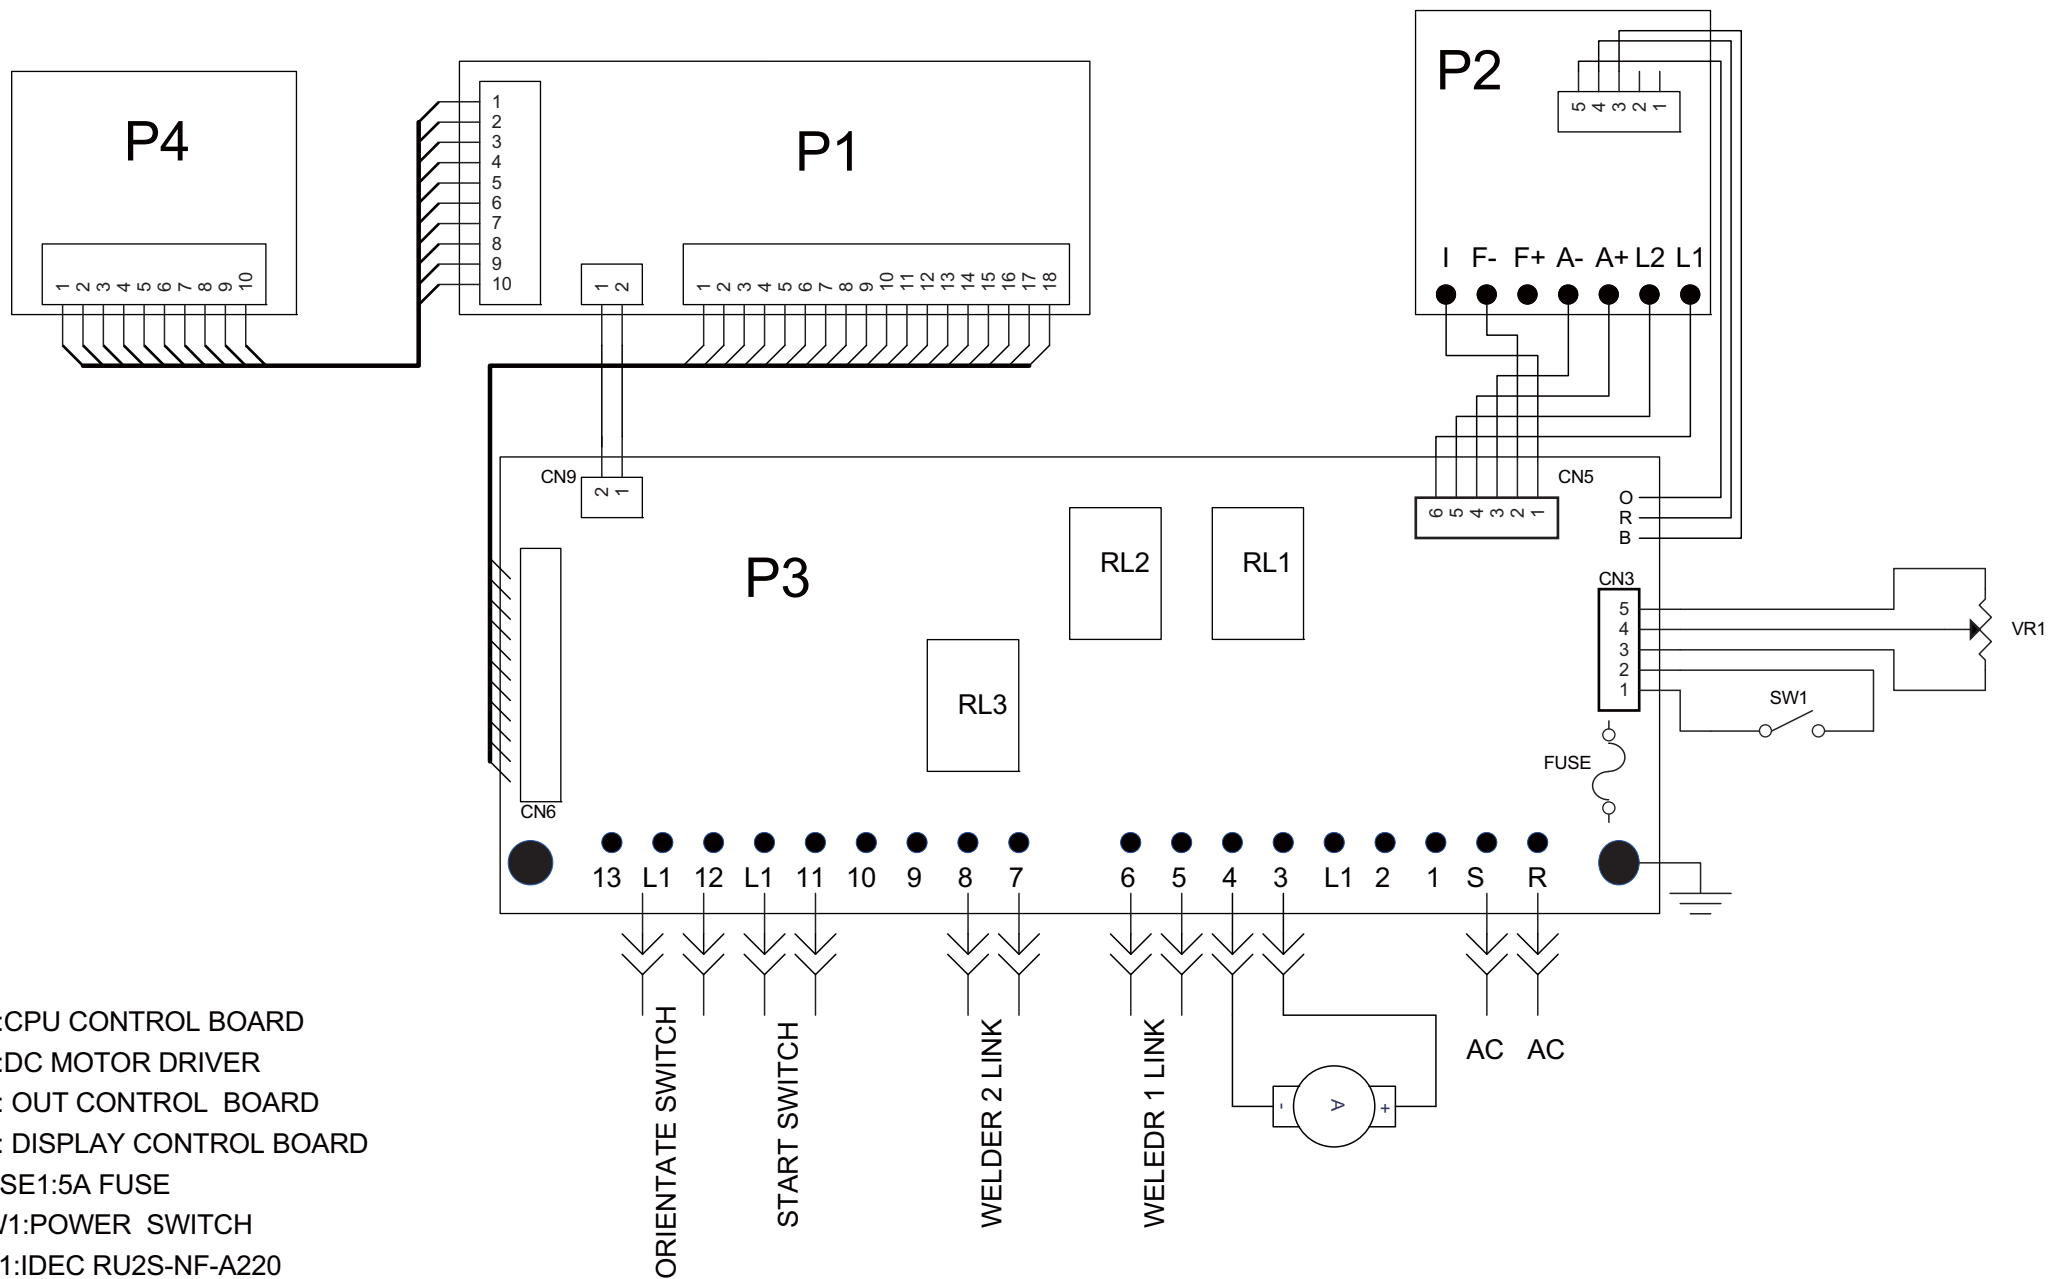 P4
P1
P2
1
2
3
4
5
6
7
8
9
10
5 4 3 2 1
I F- F+ A- A+ L2 L1
1 2 3 4 5 6 7 8 9 10
1 2
1 2 3 4 5 6 7 8 9 10 11 12 13 14 15 16 17 18
CN9
2 1
CN5
6 5 4 3 2 1
O
R
B
P3
RL2
RL1
RL3
CN3
5
4
3
2
1
VR1
SW1
FUSE
CN6
13 L1 12 L1 11 10 9 8 7 6 5 4 3 L1 2 1 S R
ORIENTATE SWITCH
START SWITCH
WELDER 2 LINK
WELEDR 1 LINK
- A +
AC AC
:CPU CONTROL BOARD
:DC MOTOR DRIVER
: OUT CONTROL BOARD
: DISPLAY CONTROL BOARD
SE1:5A FUSE
1:POWER SWITCH
1:IDEC RU2S-NF-A220